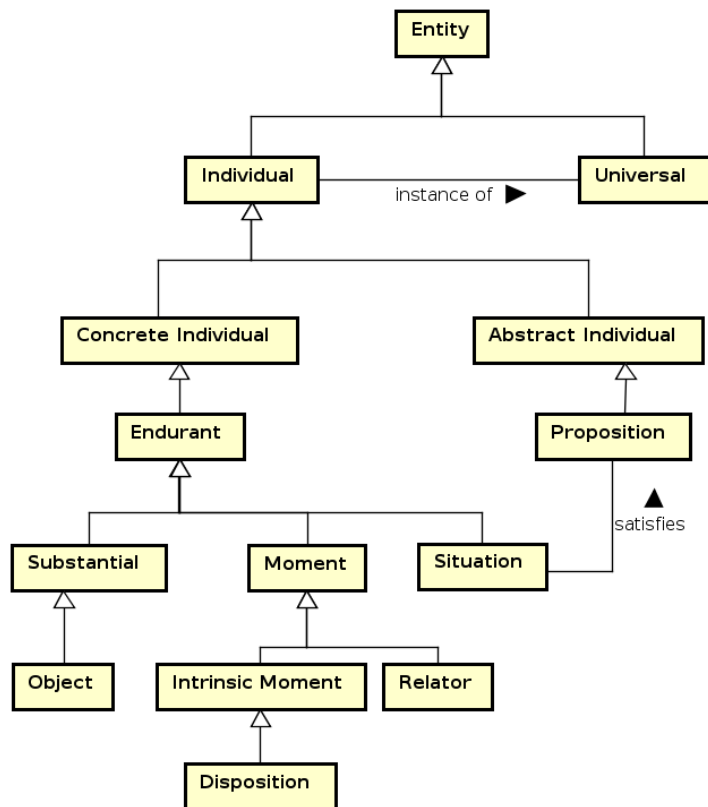 Entity
Individual
Universal
instance of ▶
Concrete Individual
Abstract Individual
Endurant
Proposition
satisfies
Substantial
Moment
Situation
Object
Intrinsic Moment
Relator
Disposition